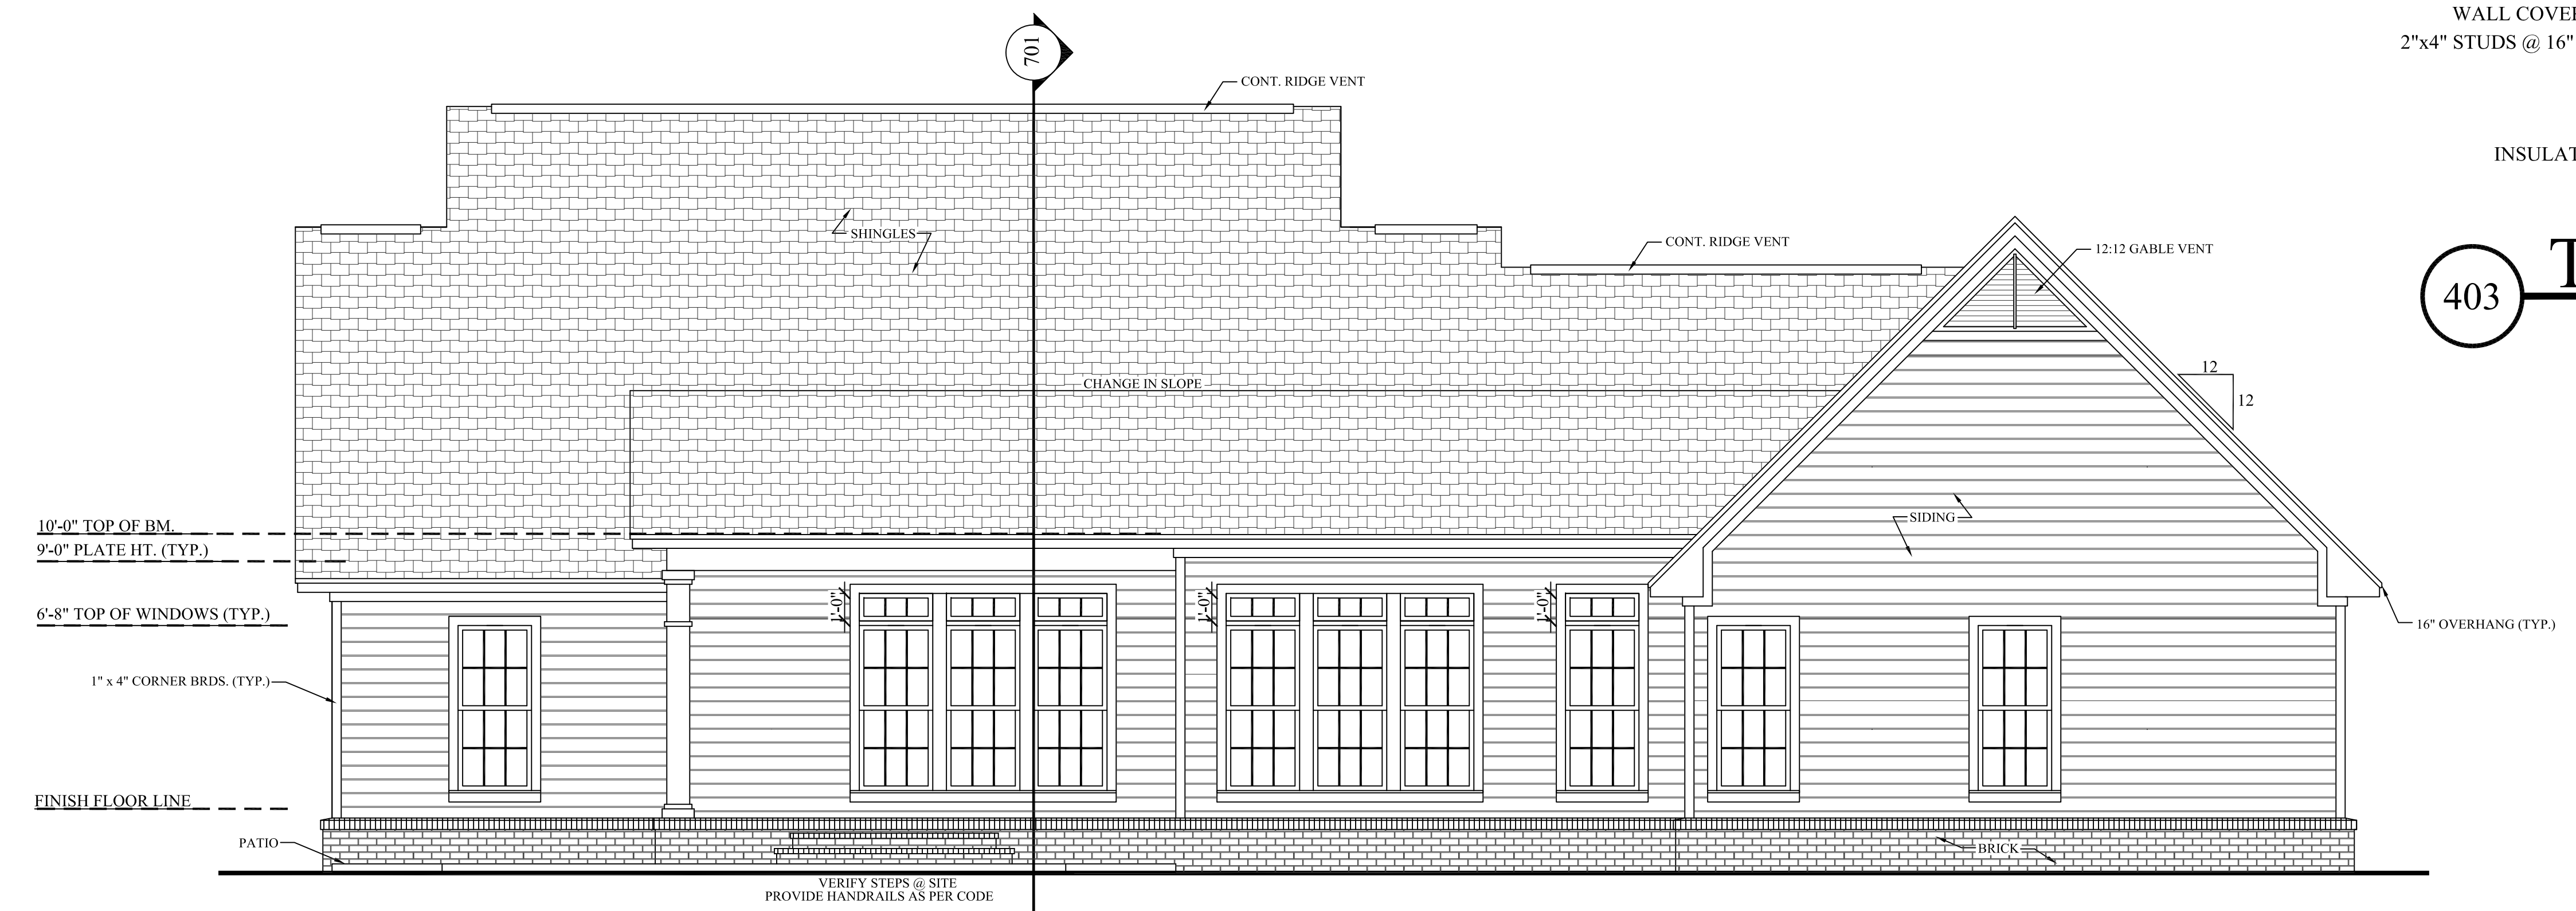 WALL COVER
2"x4" STUDS @ 16"
701
CONT. RIDGE VENT
INSULAT
SHINGLES
CONT. RIDGE VENT
12:12 GABLE VENT
403
T
12
12
CHANGE IN SLOPE
10'-0" TOP OF BM.
9'-0" PLATE HT. (TYP.)
SIDING
6'-8" TOP OF WINDOWS (TYP.)
1'-0"
1'-0"
1'-0"
16" OVERHANG (TYP.)
1" x 4" CORNER BRDS. (TYP.)
FINISH FLOOR LINE
PATIO
BRICK
VERIFY STEPS @ SITE
PROVIDE HANDRAILS AS PER CODE